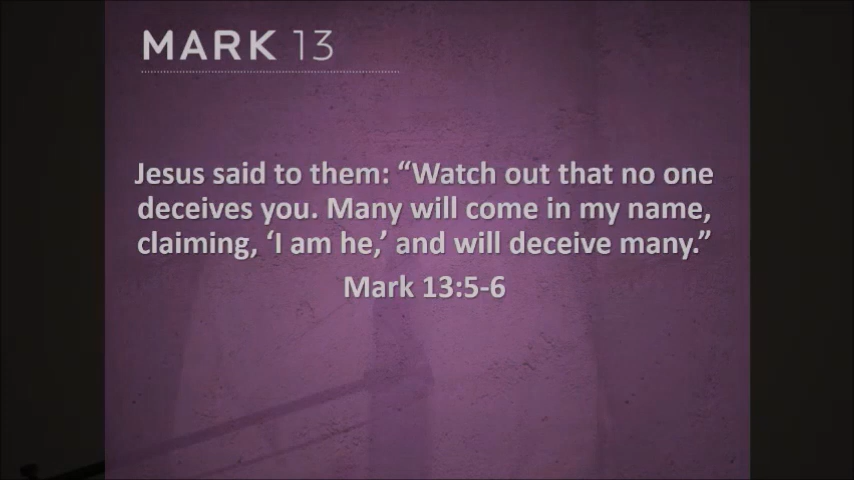 MARK 13
Jesus said to them: “Watch out that no one
deceives you. Many will come in my name,
claiming, ‘I am he,’ and will deceive many.”
Mark 13:5-6